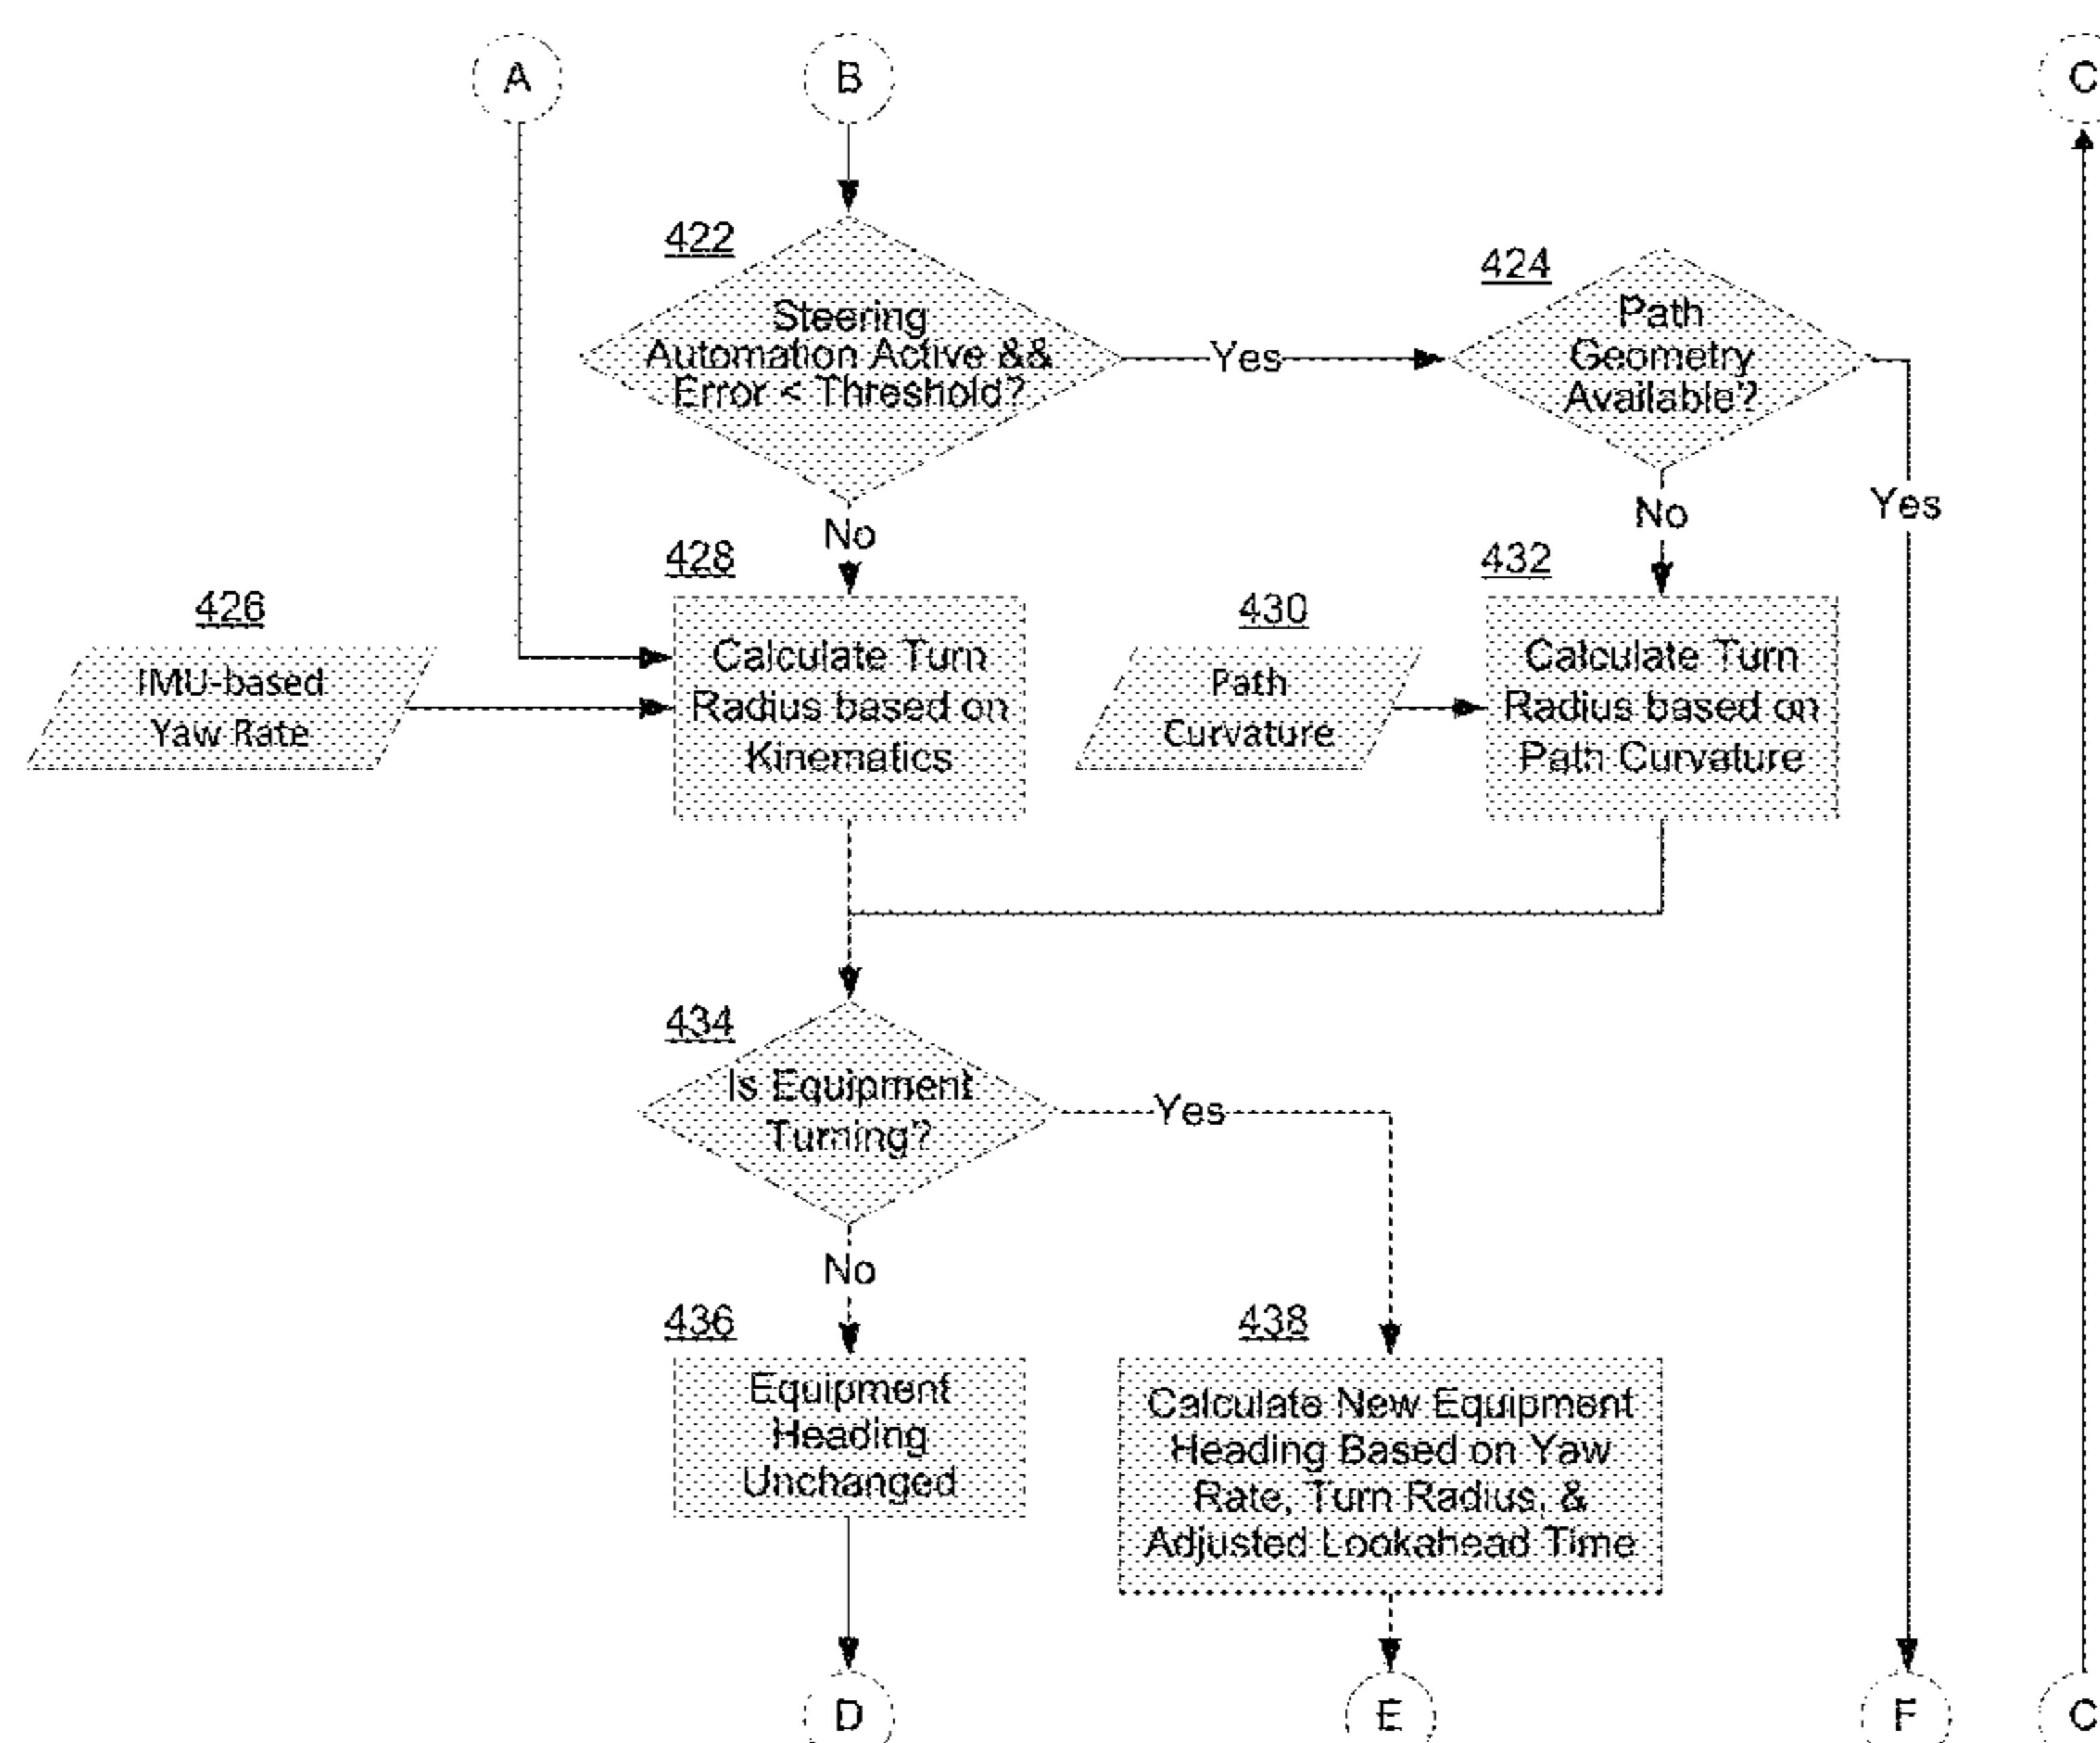 A
B
C
422
Steering
Automation Active &&
Error < Threshold?
Yes
424
Path
Geometry
Available?
Yes
No
No
426
IMU-based
Yaw Rate
428
Calculate Turn
Radius based on
Kinematics
430
Path
Curvature
432
Calculate Turn
Radius based on
Path Curvature
434
Is Equipment
Turning?
Yes
No
436
Equipment
Heading
Unchanged
438
Calculate New Equipment
Heading Based on Yaw
Rate, Turn Radius, &
Adjusted Lookahead Time
D
E
F
C